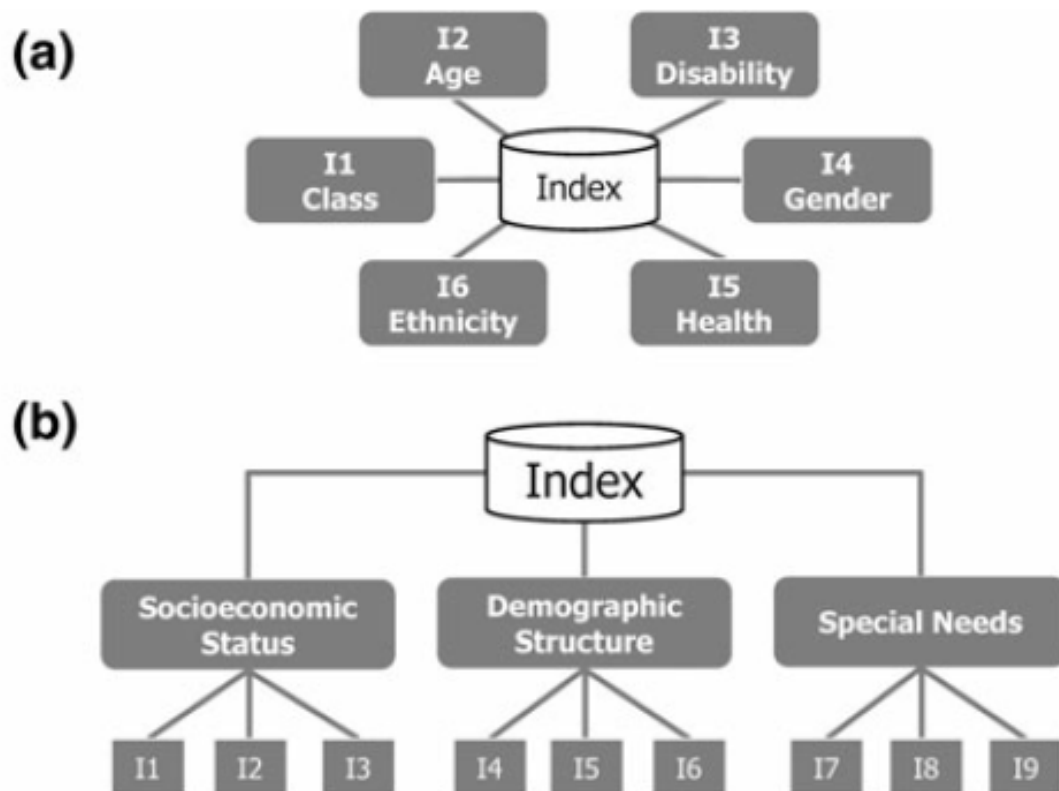 (a)
I2
Age
I3
Disability
I1
Class
Index
I4
Gender
I6
Ethnicity
I5
Health
(b)
Index
Socioeconomic
Status
Demographic
Structure
Special Needs
I1 I2 I3 I4 I5 I6 I7 I8 I9